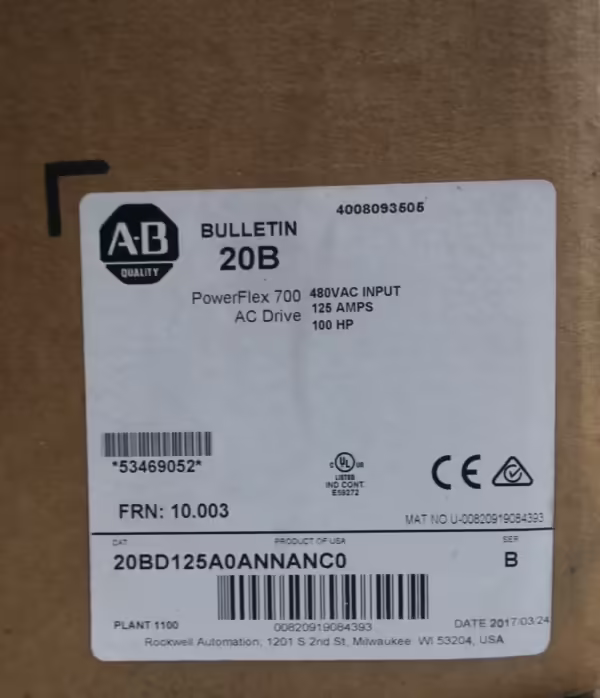 4008093505
A-B
QUALITY
BULLETIN
20B
PowerFlex 700 480VAC INPUT
AC Drive 125 AMPS
100 HP
*53469052*
C UL US
LISTED
IND CONT
E59272
CE
FRN: 10.003
MAT NO U-00820919084393
CAT PRODUCT OF USA SER
20BD125A0ANNANC0 B
PLANT 1100 00820919084393 DATE 2017/03/24
Rockwell Automation, 1201 S 2nd St, Milwaukee WI 53204, USA